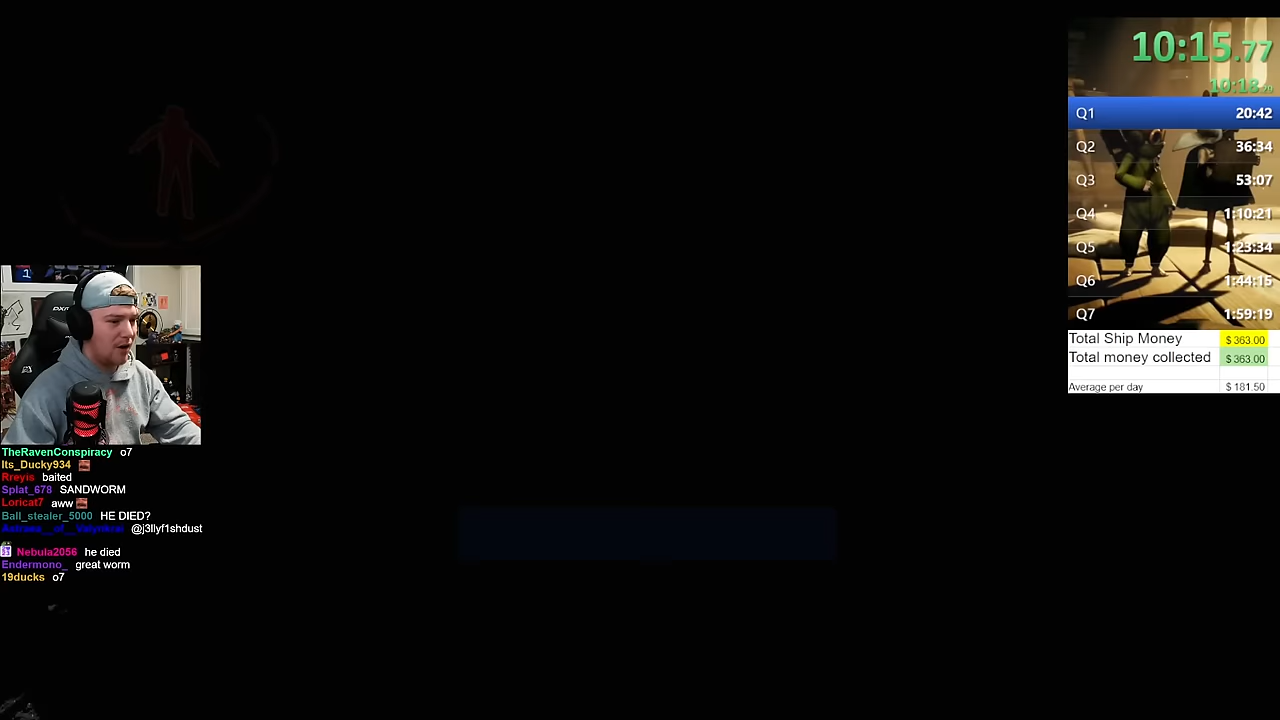 10:15.77
10:18
Q1 20:42
Q2 36:34
Q3 53:07
Q4 1:10:21
Q5 1:23:34
Q6 1:44:15
Q7 1:59:19
Total Ship Money $ 363.00
Total money collected $ 363.00
Average per day $ 181.50
TheRavenConspiracy o7
Its_Ducky934
Rreyis baited
Splat_678 SANDWORM
Loricat7 aww
Ball_stealer_5000 HE DIED?
@j3llyf1shdust
Nebula2056 he died
Endermono_ great worm
19ducks o7